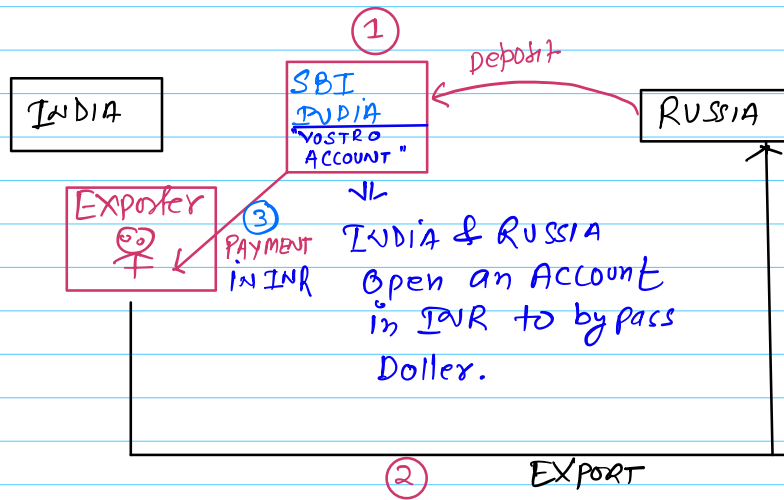 1
Deposit
INDIA
SBI
INDIA
"VOSTRO
ACCOUNT"
RUSSIA
Exporter
3
PAYMENT
IN INR
INDIA & RUSSIA
open an Account
in INR to bypass
Doller.
2
EXPORT